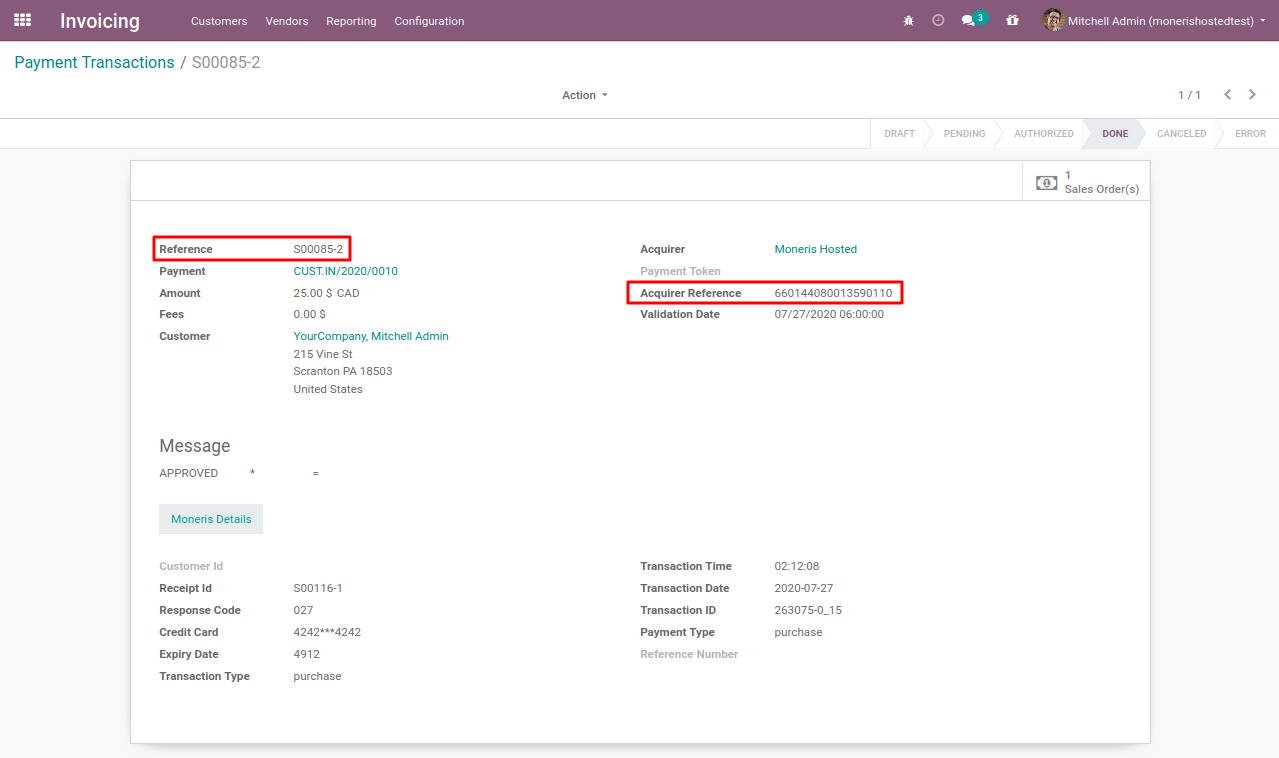 Invoicing Customers Vendors Reporting Configuration 3 Mitchell Admin (monerishostedtest)
Payment Transactions / S00085-2
Action 1 / 1
DRAFT PENDING AUTHORIZED DONE CANCELED ERROR
1
Sales Order(s)
Reference S00085-2 Acquirer Moneris Hosted
Payment CUST.IN/2020/0010 Payment Token
Amount 25.00 $ CAD Acquirer Reference 660144080013590110
Fees 0.00 $ Validation Date 07/27/2020 06:00:00
Customer YourCompany, Mitchell Admin
215 Vine St
Scranton PA 18503
United States
Message
APPROVED * =
Moneris Details
Customer Id Transaction Time 02:12:08
Receipt Id S00116-1 Transaction Date 2020-07-27
Response Code 027 Transaction ID 263075-0_15
Credit Card 4242***4242 Payment Type purchase
Expiry Date 4912 Reference Number
Transaction Type purchase